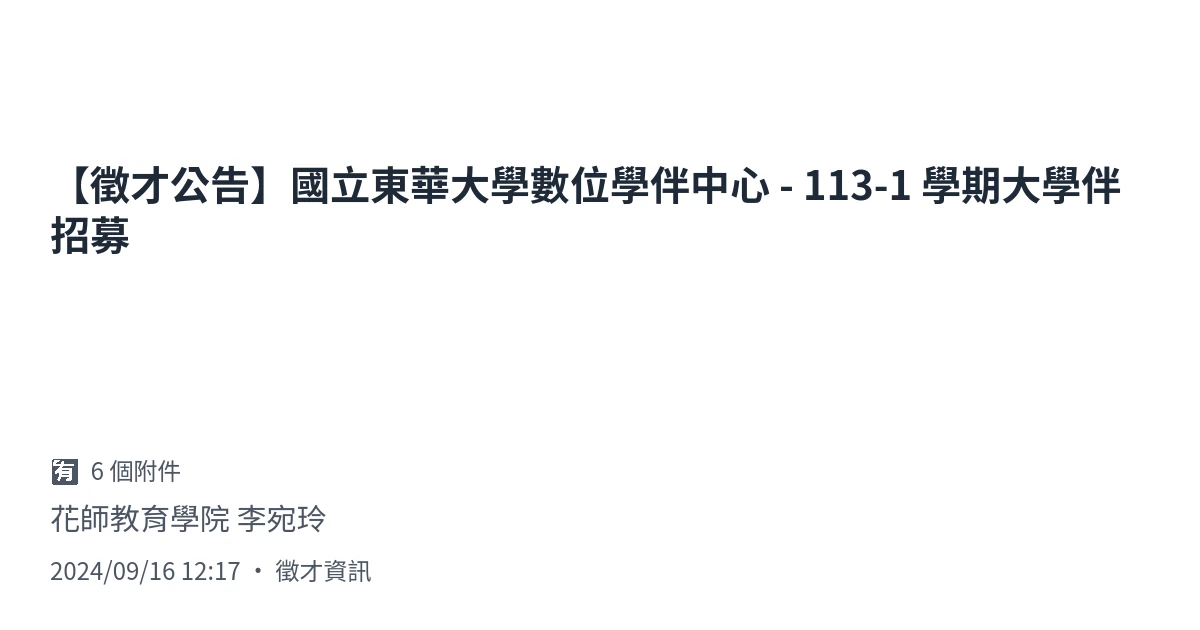 【徵才公告】國立東華大學數位學伴中心 - 113-1 學期大學伴
招募
有 6 個附件
花師教育學院 李宛玲
2024/09/16 12:17 • 徵才資訊